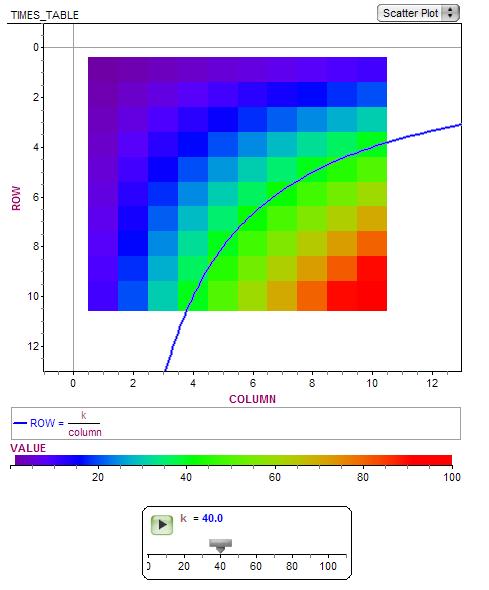 TIMES_TABLE
Scatter Plot
0
2
4
6
8
10
12
ROW
0 2 4 6 8 10 12
COLUMN
ROW = k
column
VALUE
20 40 60 80 100
k = 40.0
0 20 40 60 80 100